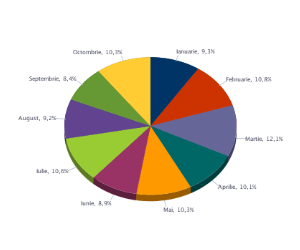 Octombrie, 10,3%
Ianuarie, 9,3%
Septembrie, 8,4%
Februarie, 10,8%
August, 9,2%
Martie, 12,1%
Iulie, 10,6%
Aprilie, 10,1%
Iunie, 8,9%
Mai, 10,3%